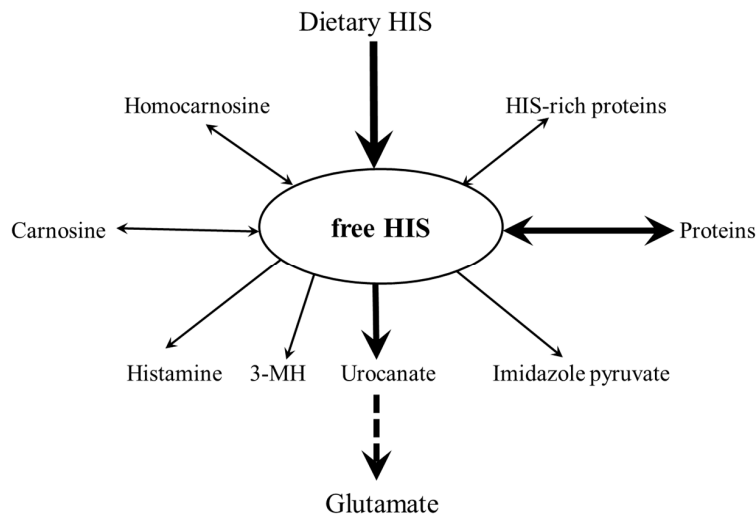 Dietary HIS
Homocarnosine
HIS-rich proteins
Carnosine
free HIS
Proteins
Histamine
3-MH
Urocanate
Imidazole pyruvate
Glutamate